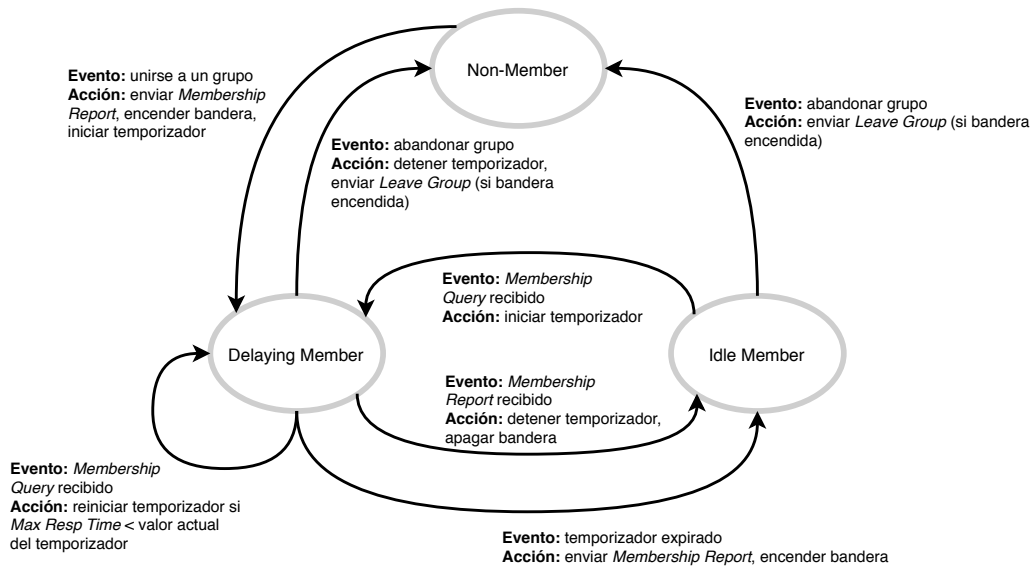 Non-Member
Evento: unirse a un grupo
Acción: enviar Membership
Report, encender bandera,
iniciar temporizador
Evento: abandonar grupo
Acción: detener temporizador,
enviar Leave Group (si bandera
encendida)
Evento: abandonar grupo
Acción: enviar Leave Group (si bandera
encendida)
Evento: Membership
Query recibido
Acción: iniciar temporizador
Delaying Member
Idle Member
Evento: Membership
Report recibido
Acción: detener temporizador,
apagar bandera
Evento: Membership
Query recibido
Acción: reiniciar temporizador si
Max Resp Time < valor actual
del temporizador
Evento: temporizador expirado
Acción: enviar Membership Report, encender bandera